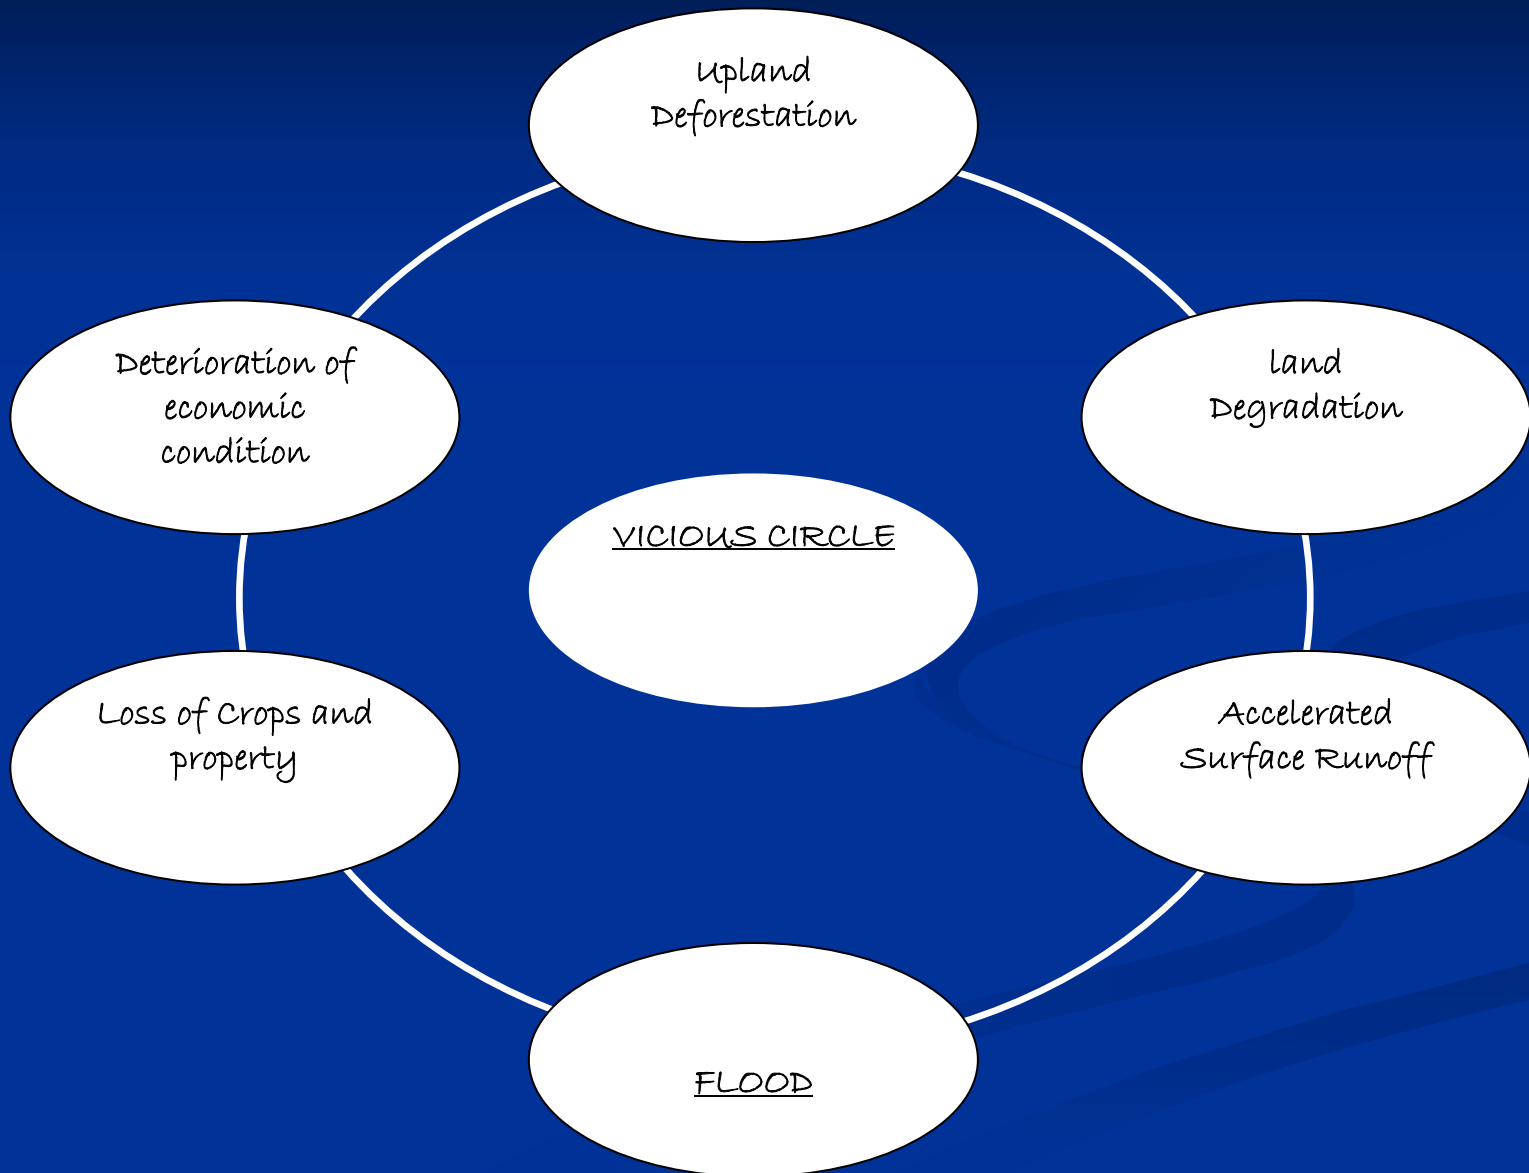 Upland
Deforestation
land
Degradation
Accelerated
Surface Runoff
FLOOD
Loss of Crops and
property
Deterioration of
economic
condition
VICIOUS CIRCLE